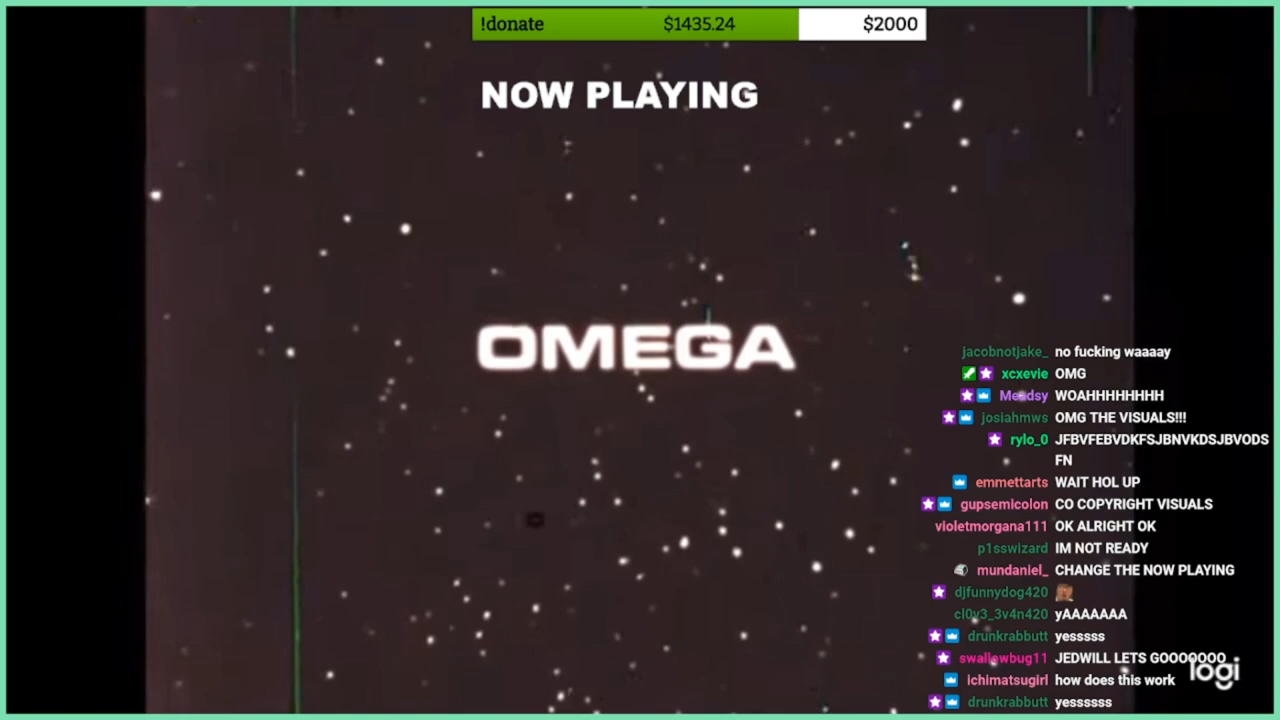 !donate $1435.24 $2000
NOW PLAYING
OMEGA
jacobnotjake_ no fucking waaaay
xcxevie OMG
Meadsy WOAHHHHHHHH
josiahmws OMG THE VISUALS!!!
rylo_0 JFBVFEBVDKFSJBNVKDSJBVODS
FN
emmettarts WAIT HOL UP
gupsemicolon CO COPYRIGHT VISUALS
violetmorgana111 OK ALRIGHT OK
p1sswizard IM NOT READY
mundaniel_ CHANGE THE NOW PLAYING
djfunnydog420
cl0v3_3v4n420 yAAAAAAA
drunkrabbutt yesssss
swallowbug11 JEDWILL LETS GOOOOOOO
ichimatsugirl how does this work
logi
drunkrabbutt yessssss